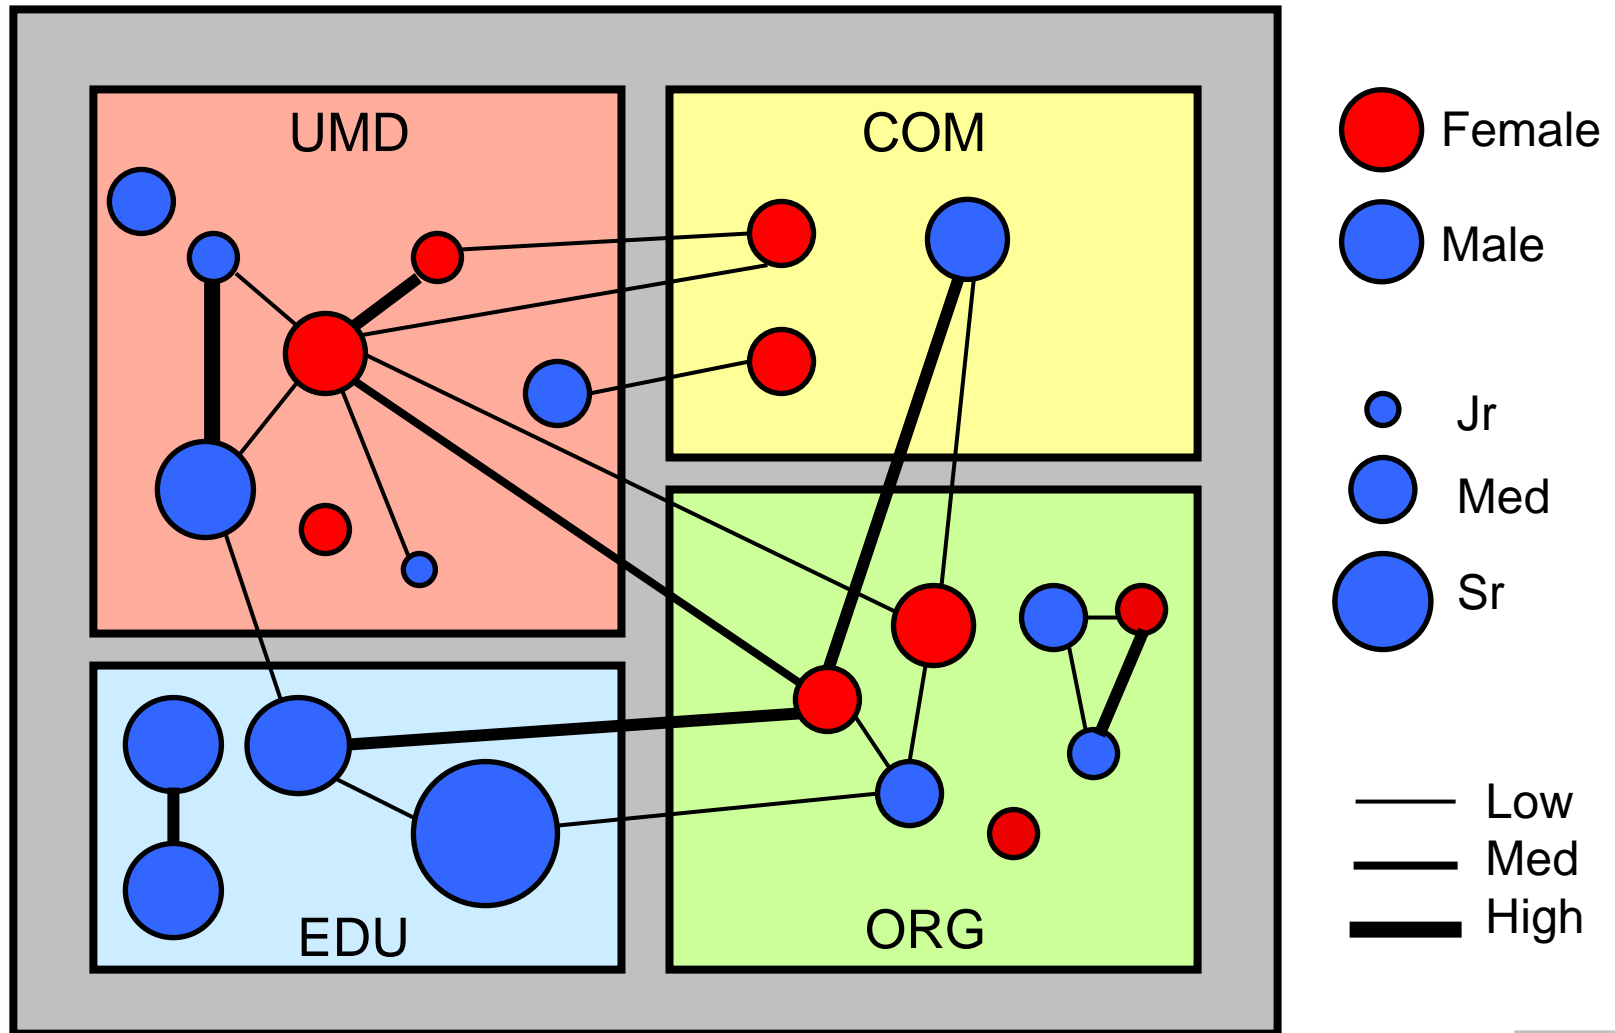 UMD
COM
EDU
ORG
Female
Male
Jr
Med
Sr
Low
Med
High